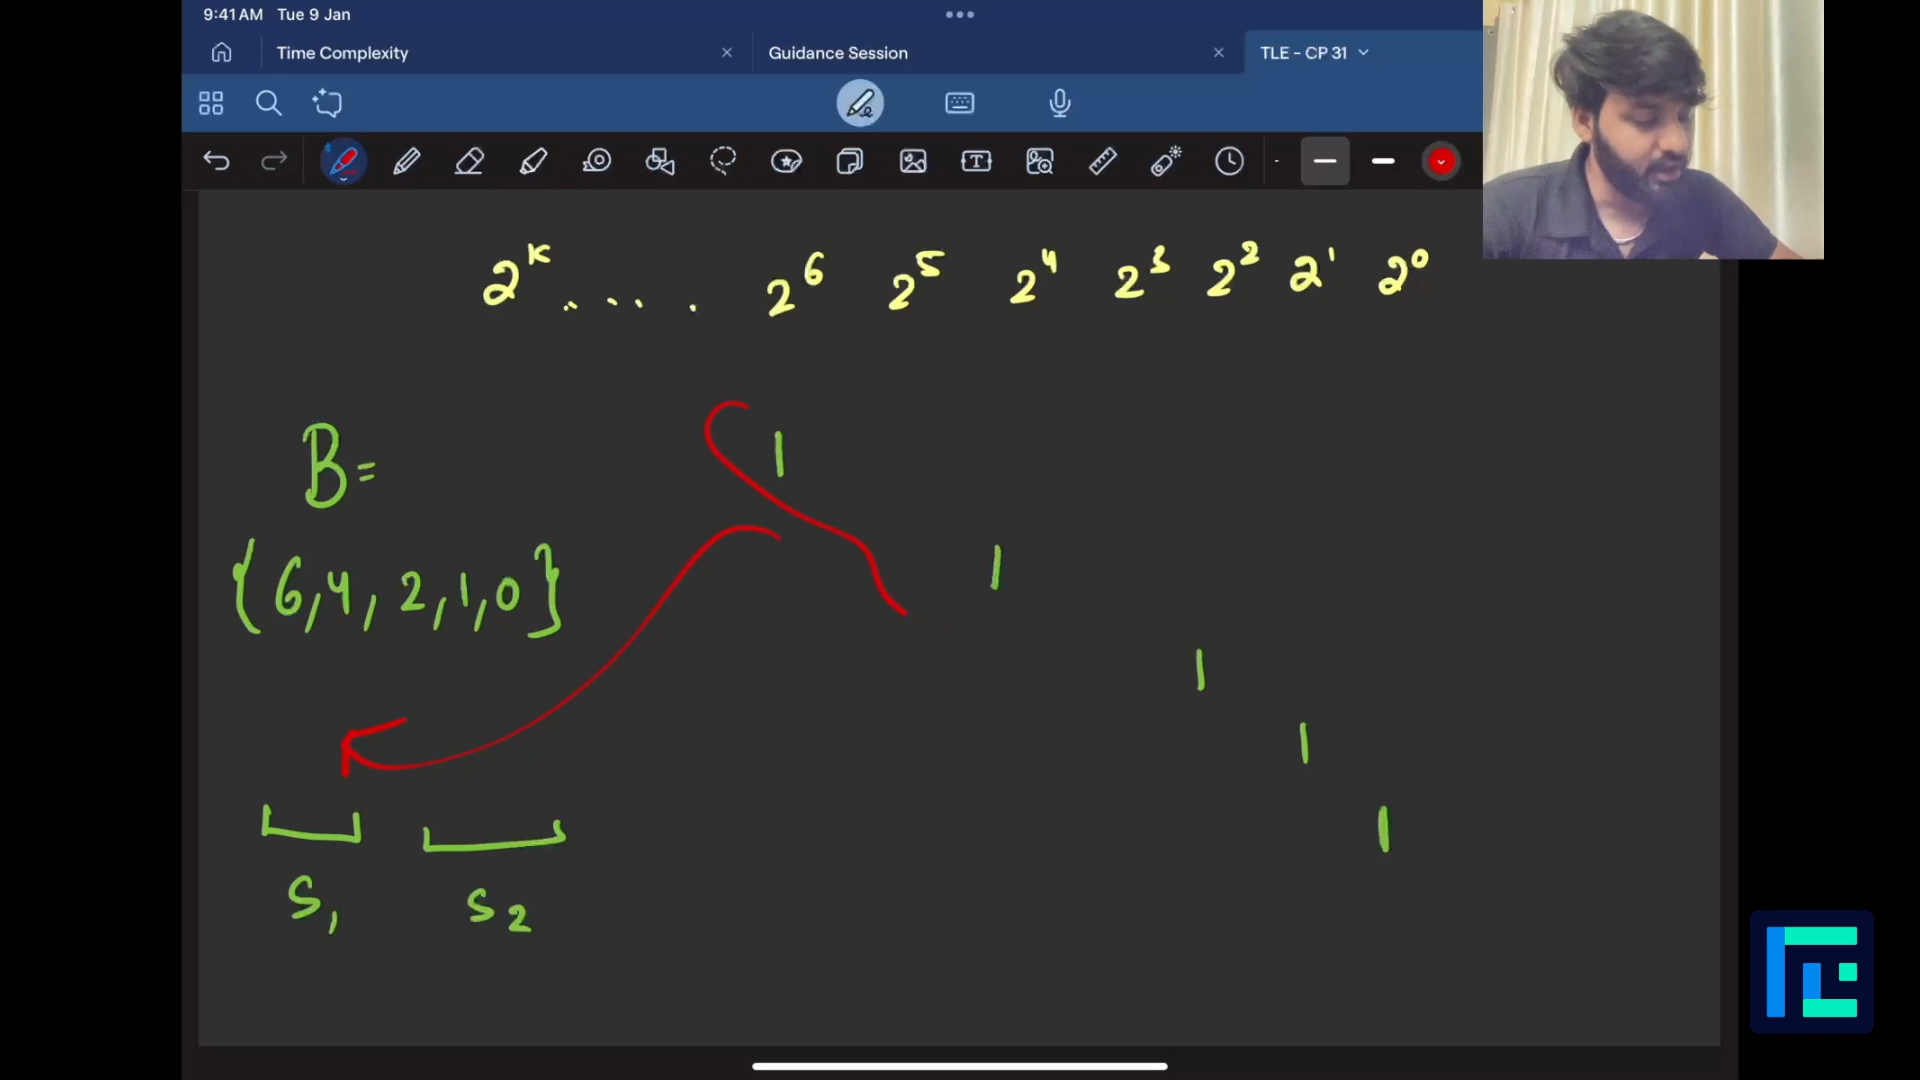 9:41 AM Tue 9 Jan
Time Complexity
Guidance Session
TLE - CP 31
2^k . . . . 2^6 2^5 2^4 2^3 2^2 2^1 2^0
B=
1
{6,4, 2,1,0}
1
1
1
1
S1 S2